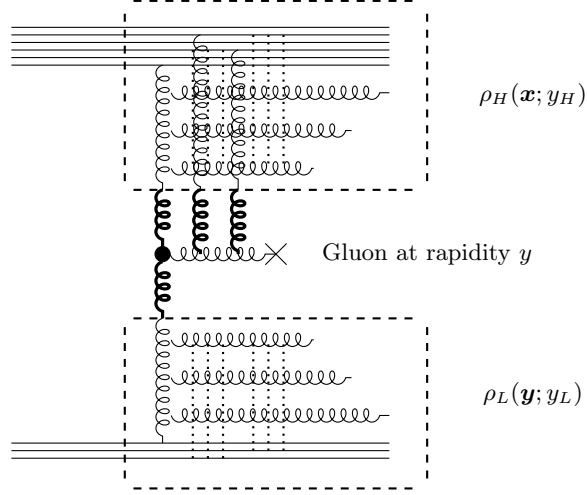 ρ_H(𝒙; y_H)
Gluon at rapidity y
ρ_L(𝒚; y_L)